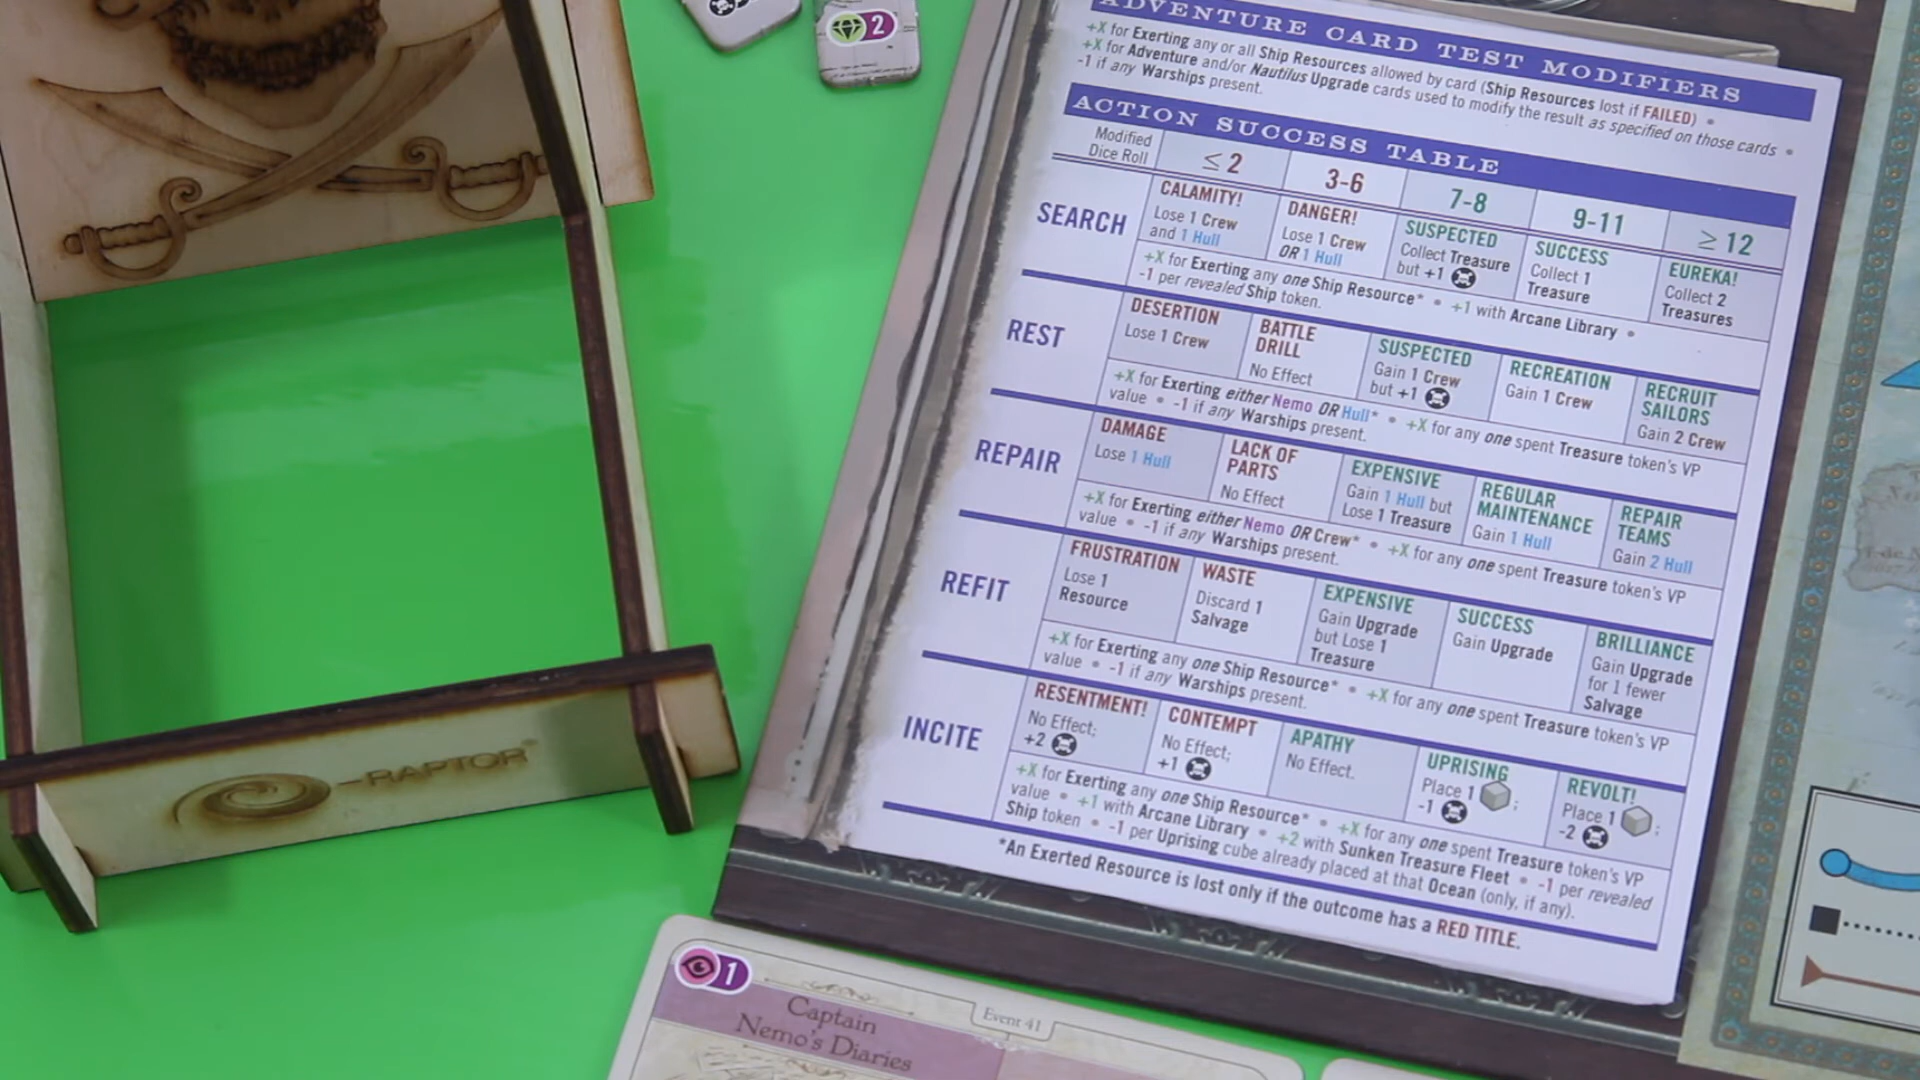 2
ADVENTURE CARD TEST MODIFIERS
+X for Exerting any or all Ship Resources allowed by card (Ship Resources lost if FAILED) •
+X for Adventure and/or Nautilus Upgrade cards used to modify the result as specified on those cards •
-1 if any Warships present.
ACTION SUCCESS TABLE
Modified
Dice Roll
≤ 2
3-6
7-8
9-11
≥ 12
SEARCH
CALAMITY!
Lose 1 Crew
and 1 Hull
DANGER!
Lose 1 Crew
OR 1 Hull
SUSPECTED
Collect Treasure
but +1
SUCCESS
Collect 1
Treasure
EUREKA!
Collect 2
Treasures
+X for Exerting any one Ship Resource* • +1 with Arcane Library •
-1 per revealed Ship token.
REST
DESERTION
Lose 1 Crew
BATTLE
DRILL
No Effect
SUSPECTED
Gain 1 Crew
but +1
RECREATION
Gain 1 Crew
RECRUIT
SAILORS
Gain 2 Crew
+X for Exerting either Nemo OR Hull* • +X for any one spent Treasure token's VP
value • -1 if any Warships present.
REPAIR
DAMAGE
Lose 1 Hull
LACK OF
PARTS
No Effect
EXPENSIVE
Gain 1 Hull but
Lose 1 Treasure
REGULAR
MAINTENANCE
Gain 1 Hull
REPAIR
TEAMS
Gain 2 Hull
+X for Exerting either Nemo OR Crew* • +X for any one spent Treasure token's VP
value • -1 if any Warships present.
REFIT
FRUSTRATION
Lose 1
Resource
WASTE
Discard 1
Salvage
EXPENSIVE
Gain Upgrade
but Lose 1
Treasure
SUCCESS
Gain Upgrade
BRILLIANCE
Gain Upgrade
for 1 fewer
Salvage
+X for Exerting any one Ship Resource* • +X for any one spent Treasure token's VP
value • -1 if any Warships present.
INCITE
RESENTMENT!
No Effect;
+2
CONTEMPT
No Effect;
+1
APATHY
No Effect.
UPRISING
Place 1 ;
-1
REVOLT!
Place 1 ;
-2
+X for Exerting any one Ship Resource* • +X for any one spent Treasure token's VP
value • +1 with Arcane Library • +2 with Sunken Treasure Fleet • -1 per revealed
Ship token • -1 per Uprising cube already placed at that Ocean (only, if any).
*An Exerted Resource is lost only if the outcome has a RED TITLE.
-RAPTOR
1
Event 41
Captain
Nemo's Diaries